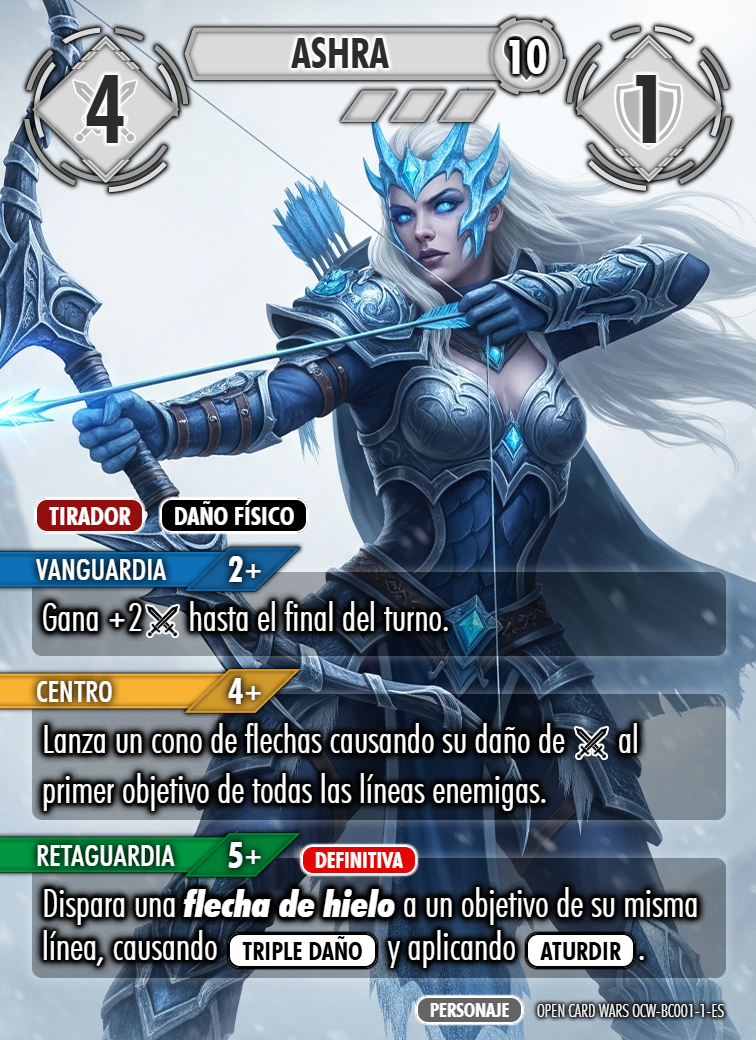 4
ASHRA
10
1
TIRADOR
DAÑO FÍSICO
VANGUARDIA 2+
Gana +2 hasta el final del turno.
CENTRO 4+
Lanza un cono de flechas causando su daño de al
primer objetivo de todas las líneas enemigas.
RETAGUARDIA 5+ DEFINITIVA
Dispara una flecha de hielo a un objetivo de su misma
línea, causando TRIPLE DAÑO y aplicando ATURDIR.
PERSONAJE OPEN CARD WARS OCW-BC001-1-ES